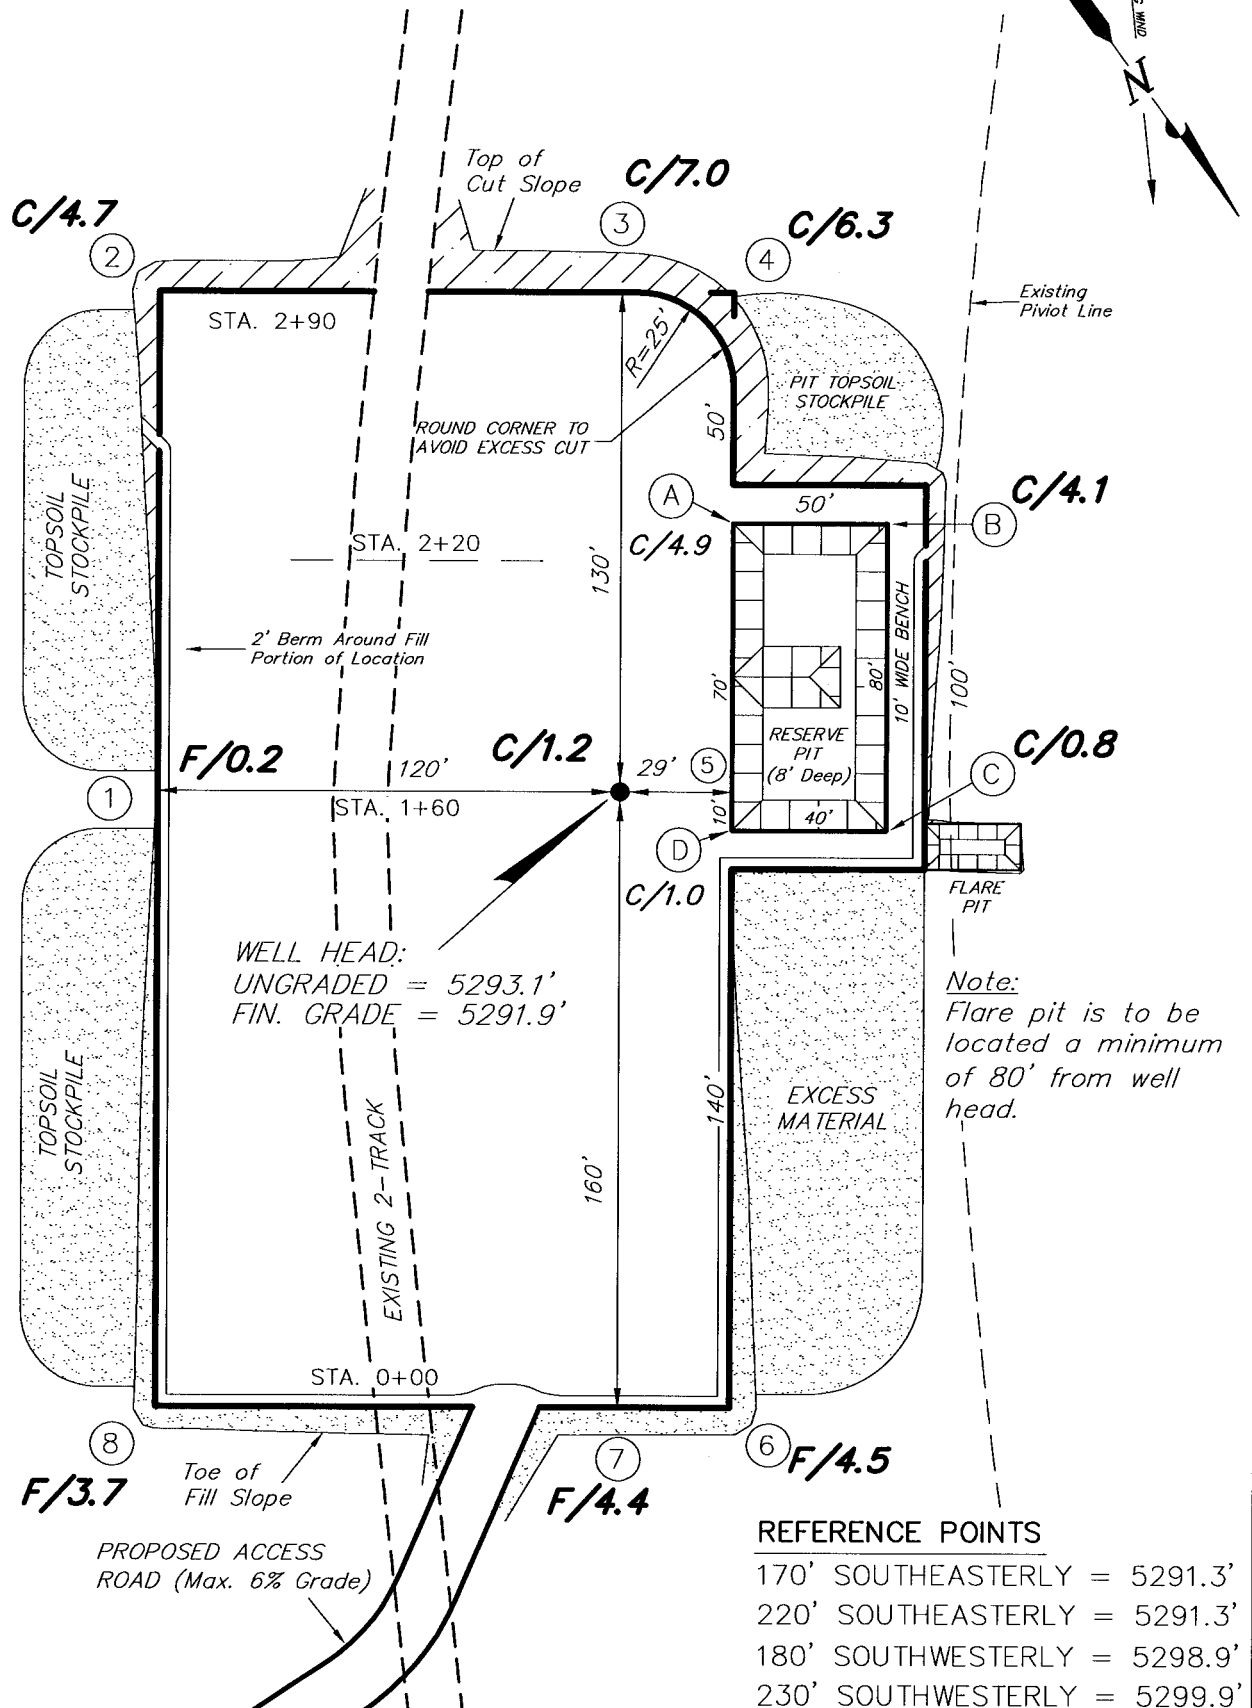 WIND
N
Top of
Cut Slope
C/7.0
3
C/4.7
2
C/6.3
4
Existing
Piviot Line
STA. 2+90
R=25'
PIT TOPSOIL
STOCKPILE
ROUND CORNER TO
AVOID EXCESS CUT
50'
TOPSOIL
STOCKPILE
A
50'
C/4.1
B
STA. 2+20
C/4.9
130'
2' Berm Around Fill
Portion of Location
70'
80'
10' WIDE BENCH
100'
RESERVE
PIT
(8' Deep)
F/0.2
120'
C/1.2
29'
5
C/0.8
C
1
STA. 1+60
10'
40'
D
C/1.0
FLARE
PIT
WELL HEAD:
UNGRADED = 5293.1'
FIN. GRADE = 5291.9'
Note:
Flare pit is to be
located a minimum
of 80' from well
head.
TOPSOIL
STOCKPILE
EXISTING 2-TRACK
160'
140'
EXCESS
MATERIAL
STA. 0+00
8
F/3.7
Toe of
Fill Slope
7
F/4.4
6
F/4.5
PROPOSED ACCESS
ROAD (Max. 6% Grade)
REFERENCE POINTS
170' SOUTHEASTERLY = 5291.3'
220' SOUTHEASTERLY = 5291.3'
180' SOUTHWESTERLY = 5298.9'
230' SOUTHWESTERLY = 5299.9'